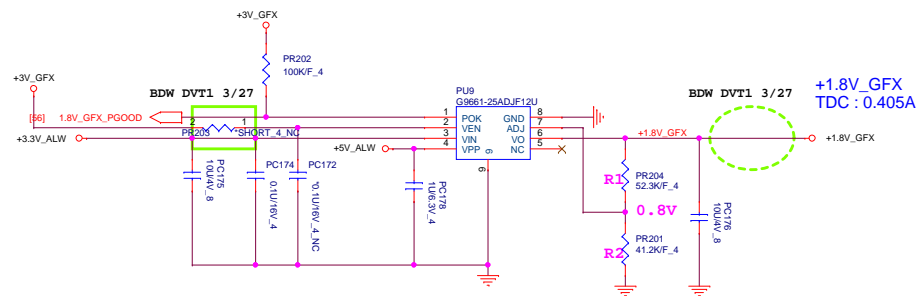 +3V_GFX
PR202
100K/F_4
+3V_GFX
BDW DVT1 3/27
[56]
1.8V_GFX_PGOOD
2
1
PR203
*SHORT_4_NC
+3.3V_ALW
PC175
10U/4V_8
PC174
0.1U/16V_4
PC172
*0.1U/16V_4_NC
+5V_ALW
PC178
1U/6.3V_4
PU9
G9661-25ADJF12U
1
2
3
4
POK
VEN
VIN
VPP
GND
ADJ
VO
NC
8
7
6
5
9
9
+1.8V_GFX
BDW DVT1 3/27
+1.8V_GFX
TDC : 0.405A
+1.8V_GFX
R1
PR204
52.3K/F_4
0.8V
R2
PR201
41.2K/F_4
PC176
10U/4V_8